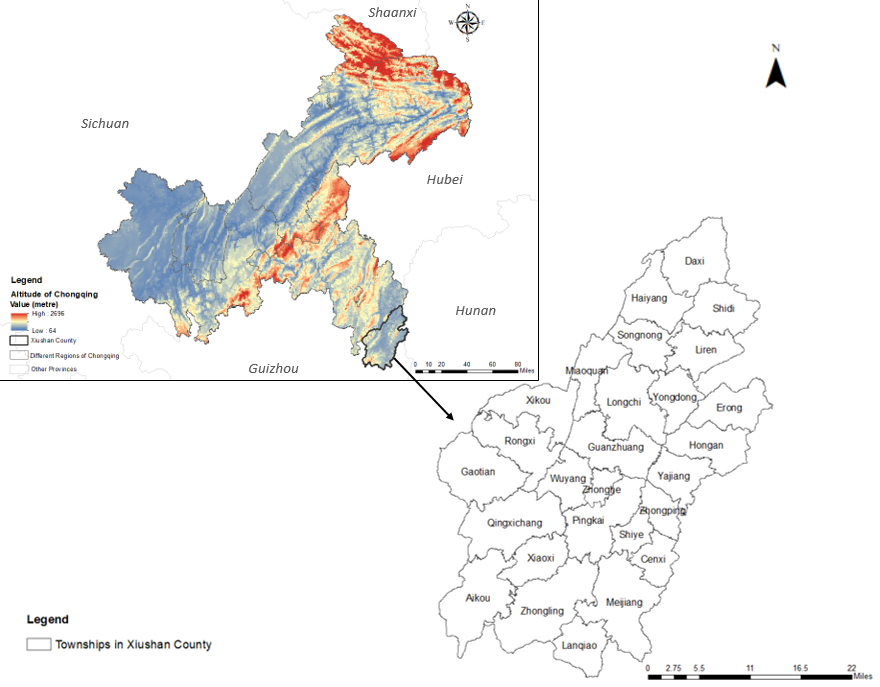 Shaanxi
N
W
E
S
Sichuan
Hubei
Hunan
Guizhou
Legend
Altitude of Chongqing
Value (metre)
High : 2696
Low : 64
Xiushan County
Different Regions of Chongqing
Other Provinces
0 10 20 40 60 80
Miles
N
Daxi
Haiyang
Shidi
Songnong
Liren
Miaoquan
Xikou
Longchi
Yongdong
Erong
Rongxi
Guanzhuang
Hongan
Gaotian
Wuyang
Yajiang
Zhonghe
Zhongping
Qingxichang
Pingkai
Shiye
Xiaoxi
Cenxi
Aikou
Zhongling
Meijiang
Lanqiao
Legend
Townships in Xiushan County
0 2.75 5.5 11 16.5 22
Miles